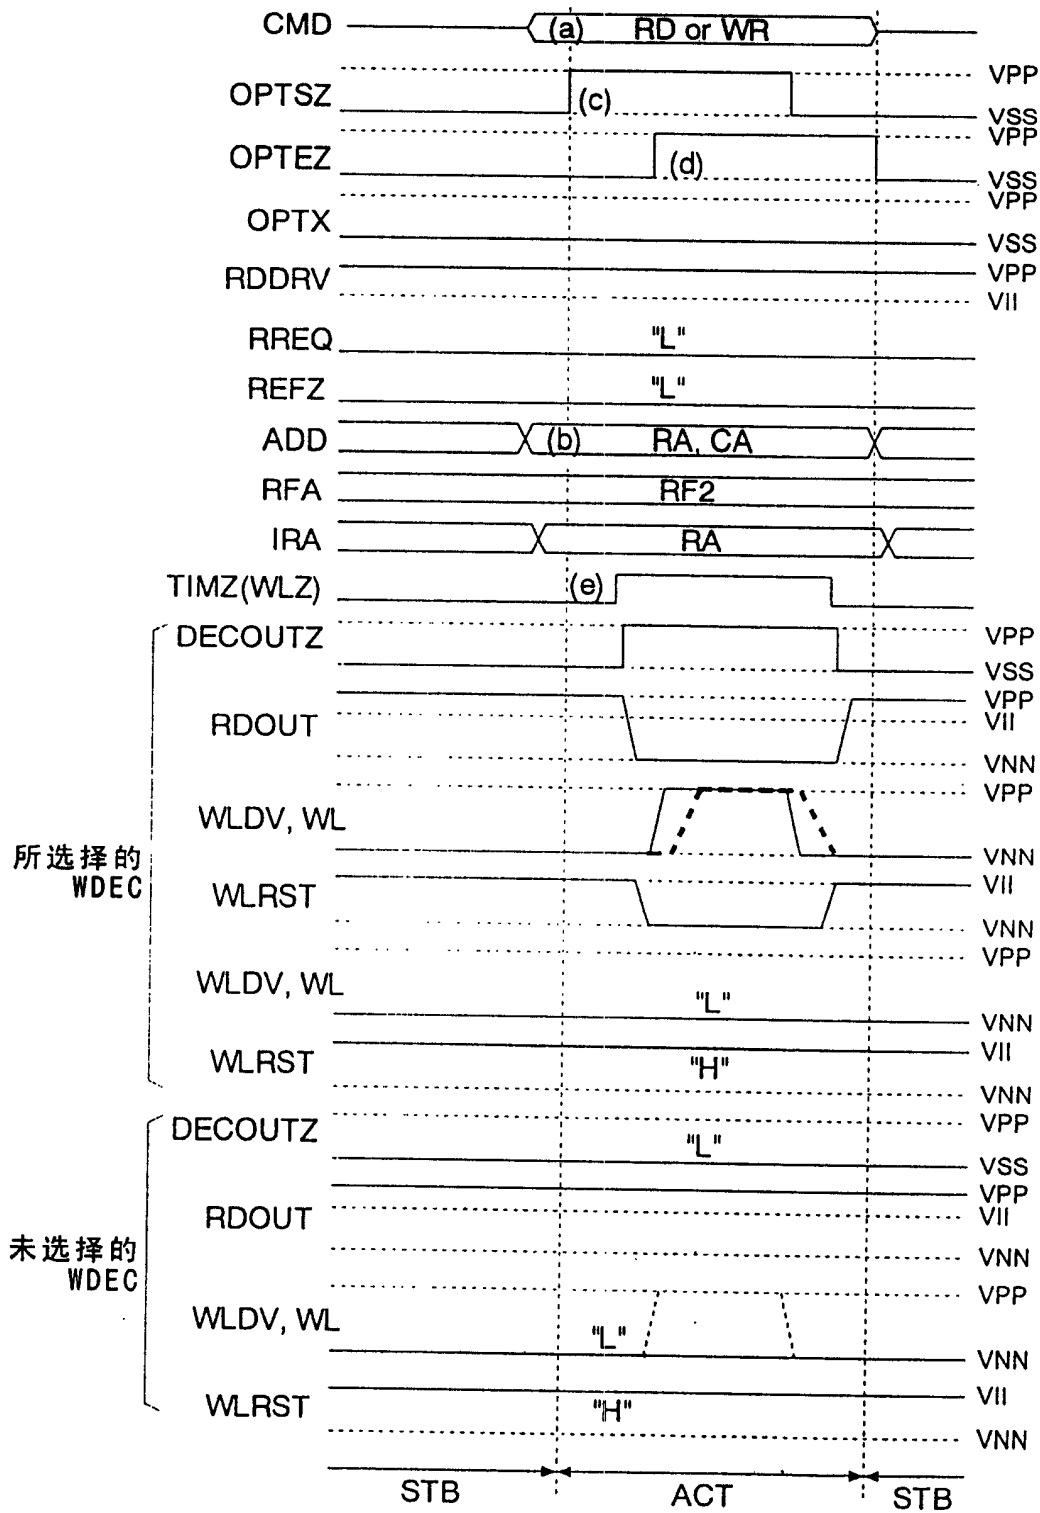 CMD (a) RD or WR
OPTSZ (c) VPP
VSS
OPTEZ (d) VPP
VSS
OPTX VPP
VSS
RDDRV VPP
VII
RREQ "L"
REFZ "L"
ADD (b) RA, CA
RFA RF2
IRA RA
TIMZ(WLZ) (e)
所选择的
WDEC
DECOUTZ VPP
VSS
RDOUT VPP
VII
VNN
WLDV, WL VPP
VNN
WLRST VII
VNN
WLDV, WL "L" VPP
VNN
WLRST "H" VII
VNN
未选择的
WDEC
DECOUTZ "L" VPP
VSS
RDOUT VPP
VII
VNN
WLDV, WL "L" VPP
VNN
WLRST "H" VII
VNN
STB ACT STB